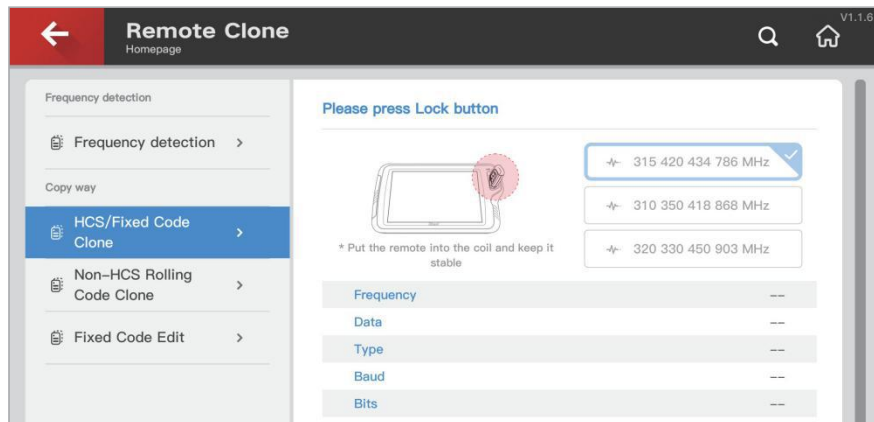 V1.1.6
Remote Clone
Homepage
Frequency detection
Frequency detection
Copy way
HCS/Fixed Code
Clone
Non-HCS Rolling
Code Clone
Fixed Code Edit
Please press Lock button
* Put the remote into the coil and keep it
stable
315 420 434 786 MHz
310 350 418 868 MHz
320 330 450 903 MHz
Frequency --
Data --
Type --
Baud --
Bits --